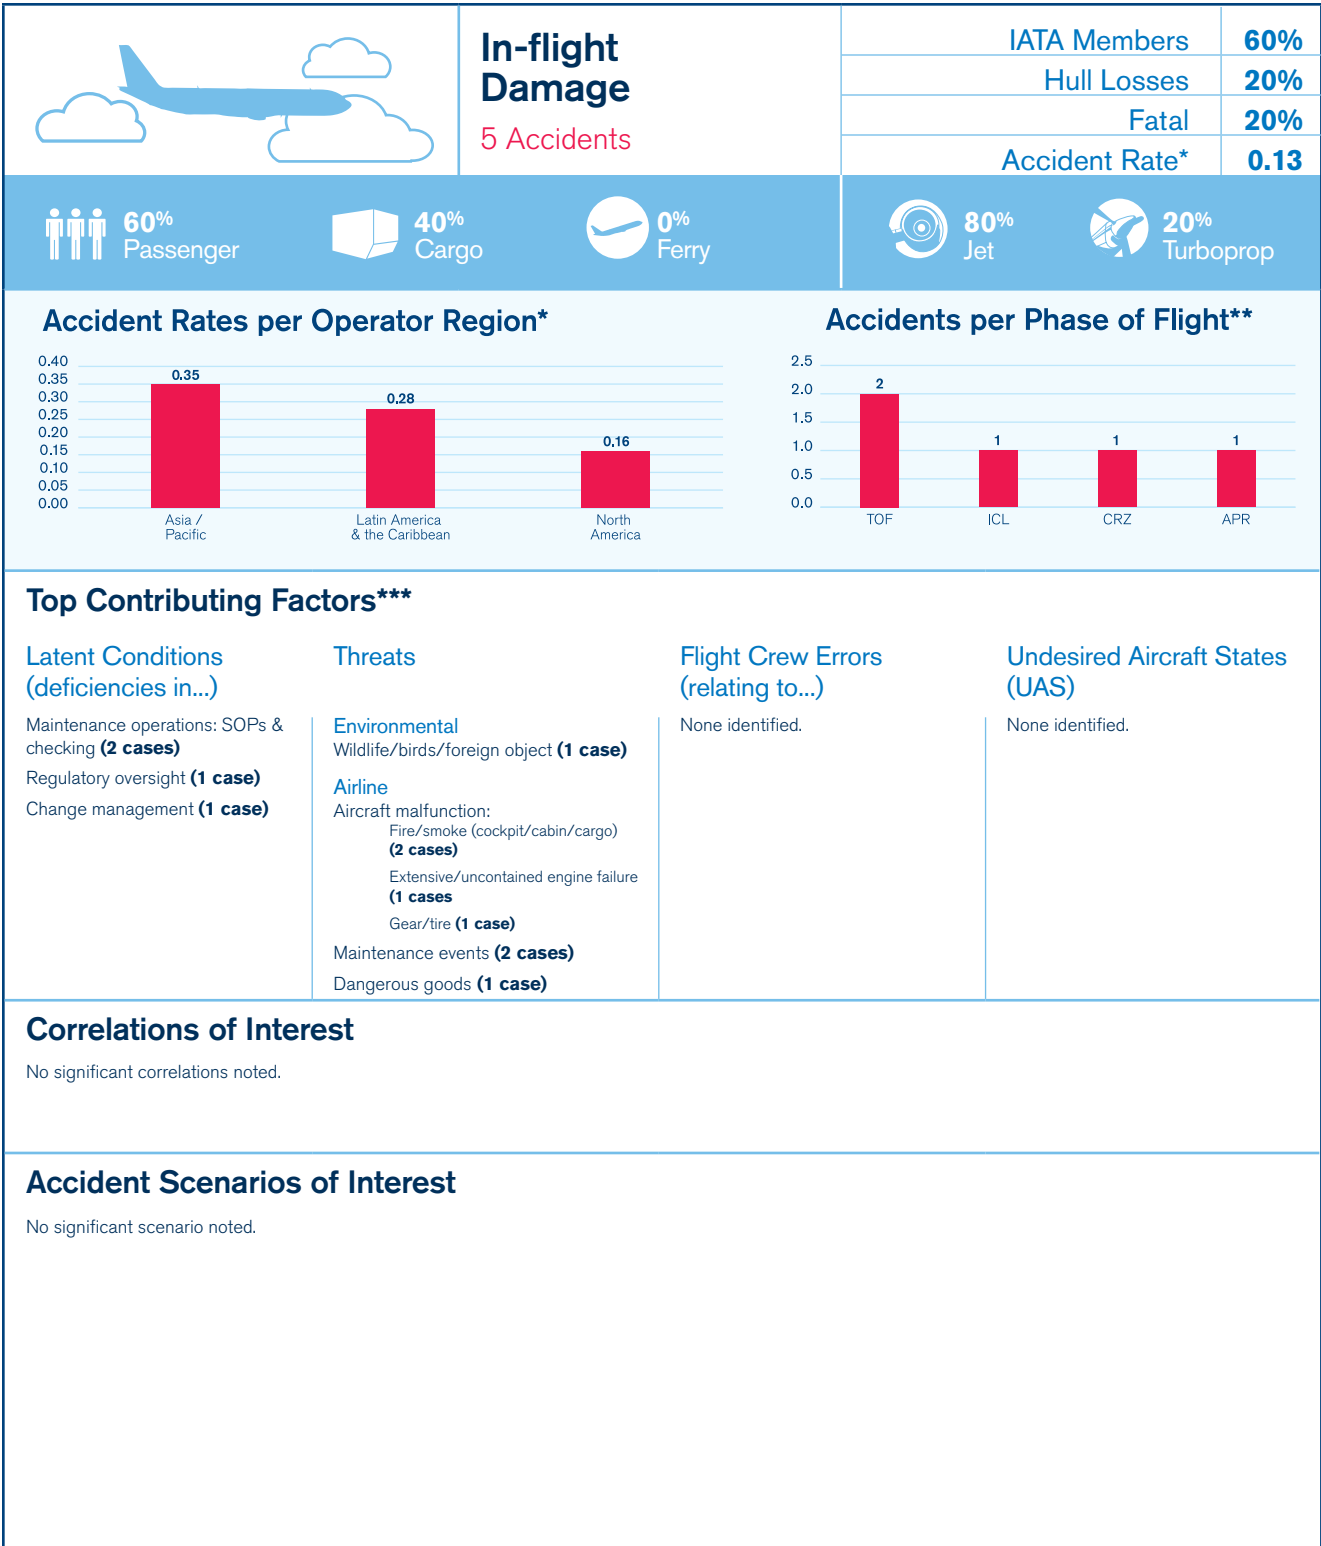 In-flight
Damage
5 Accidents
IATA Members 60%
Hull Losses 20%
Fatal 20%
Accident Rate* 0.13
60%
Passenger
40%
Cargo
0%
Ferry
80%
Jet
20%
Turboprop
Accident Rates per Operator Region*
0.40
0.35
0.30
0.25
0.20
0.15
0.10
0.05
0.00
0.35
0.28
0.16
Asia /
Pacific
Latin America
& the Caribbean
North
America
Accidents per Phase of Flight**
2.5
2.0
1.5
1.0
0.5
0.0
2
1
1
1
TOF
ICL
CRZ
APR
Top Contributing Factors***
Latent Conditions
(deficiencies in...)
Maintenance operations: SOPs &
checking (2 cases)
Regulatory oversight (1 case)
Change management (1 case)
Threats
Environmental
Wildlife/birds/foreign object (1 case)
Airline
Aircraft malfunction:
Fire/smoke (cockpit/cabin/cargo)
(2 cases)
Extensive/uncontained engine failure
(1 cases
Gear/tire (1 case)
Maintenance events (2 cases)
Dangerous goods (1 case)
Flight Crew Errors
(relating to...)
None identified.
Undesired Aircraft States
(UAS)
None identified.
Correlations of Interest
No significant correlations noted.
Accident Scenarios of Interest
No significant scenario noted.